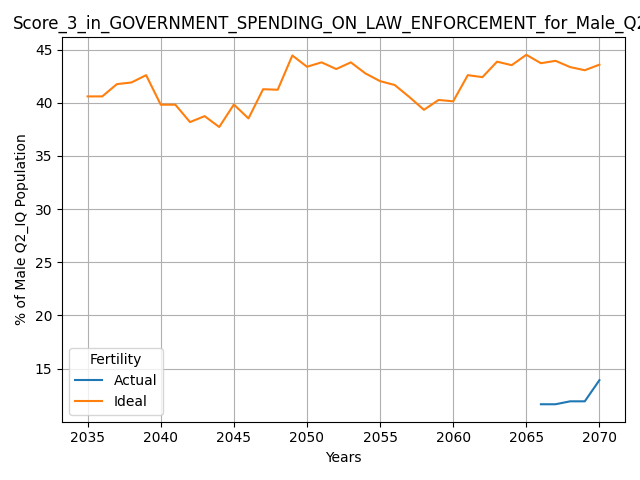 Score_3_in_GOVERNMENT_SPENDING_ON_LAW_ENFORCEMENT_for_Male_Q2
45
40
35
30
25
20
15
% of Male Q2_IQ Population
Fertility
Actual
Ideal
2035 2040 2045 2050 2055 2060 2065 2070
Years